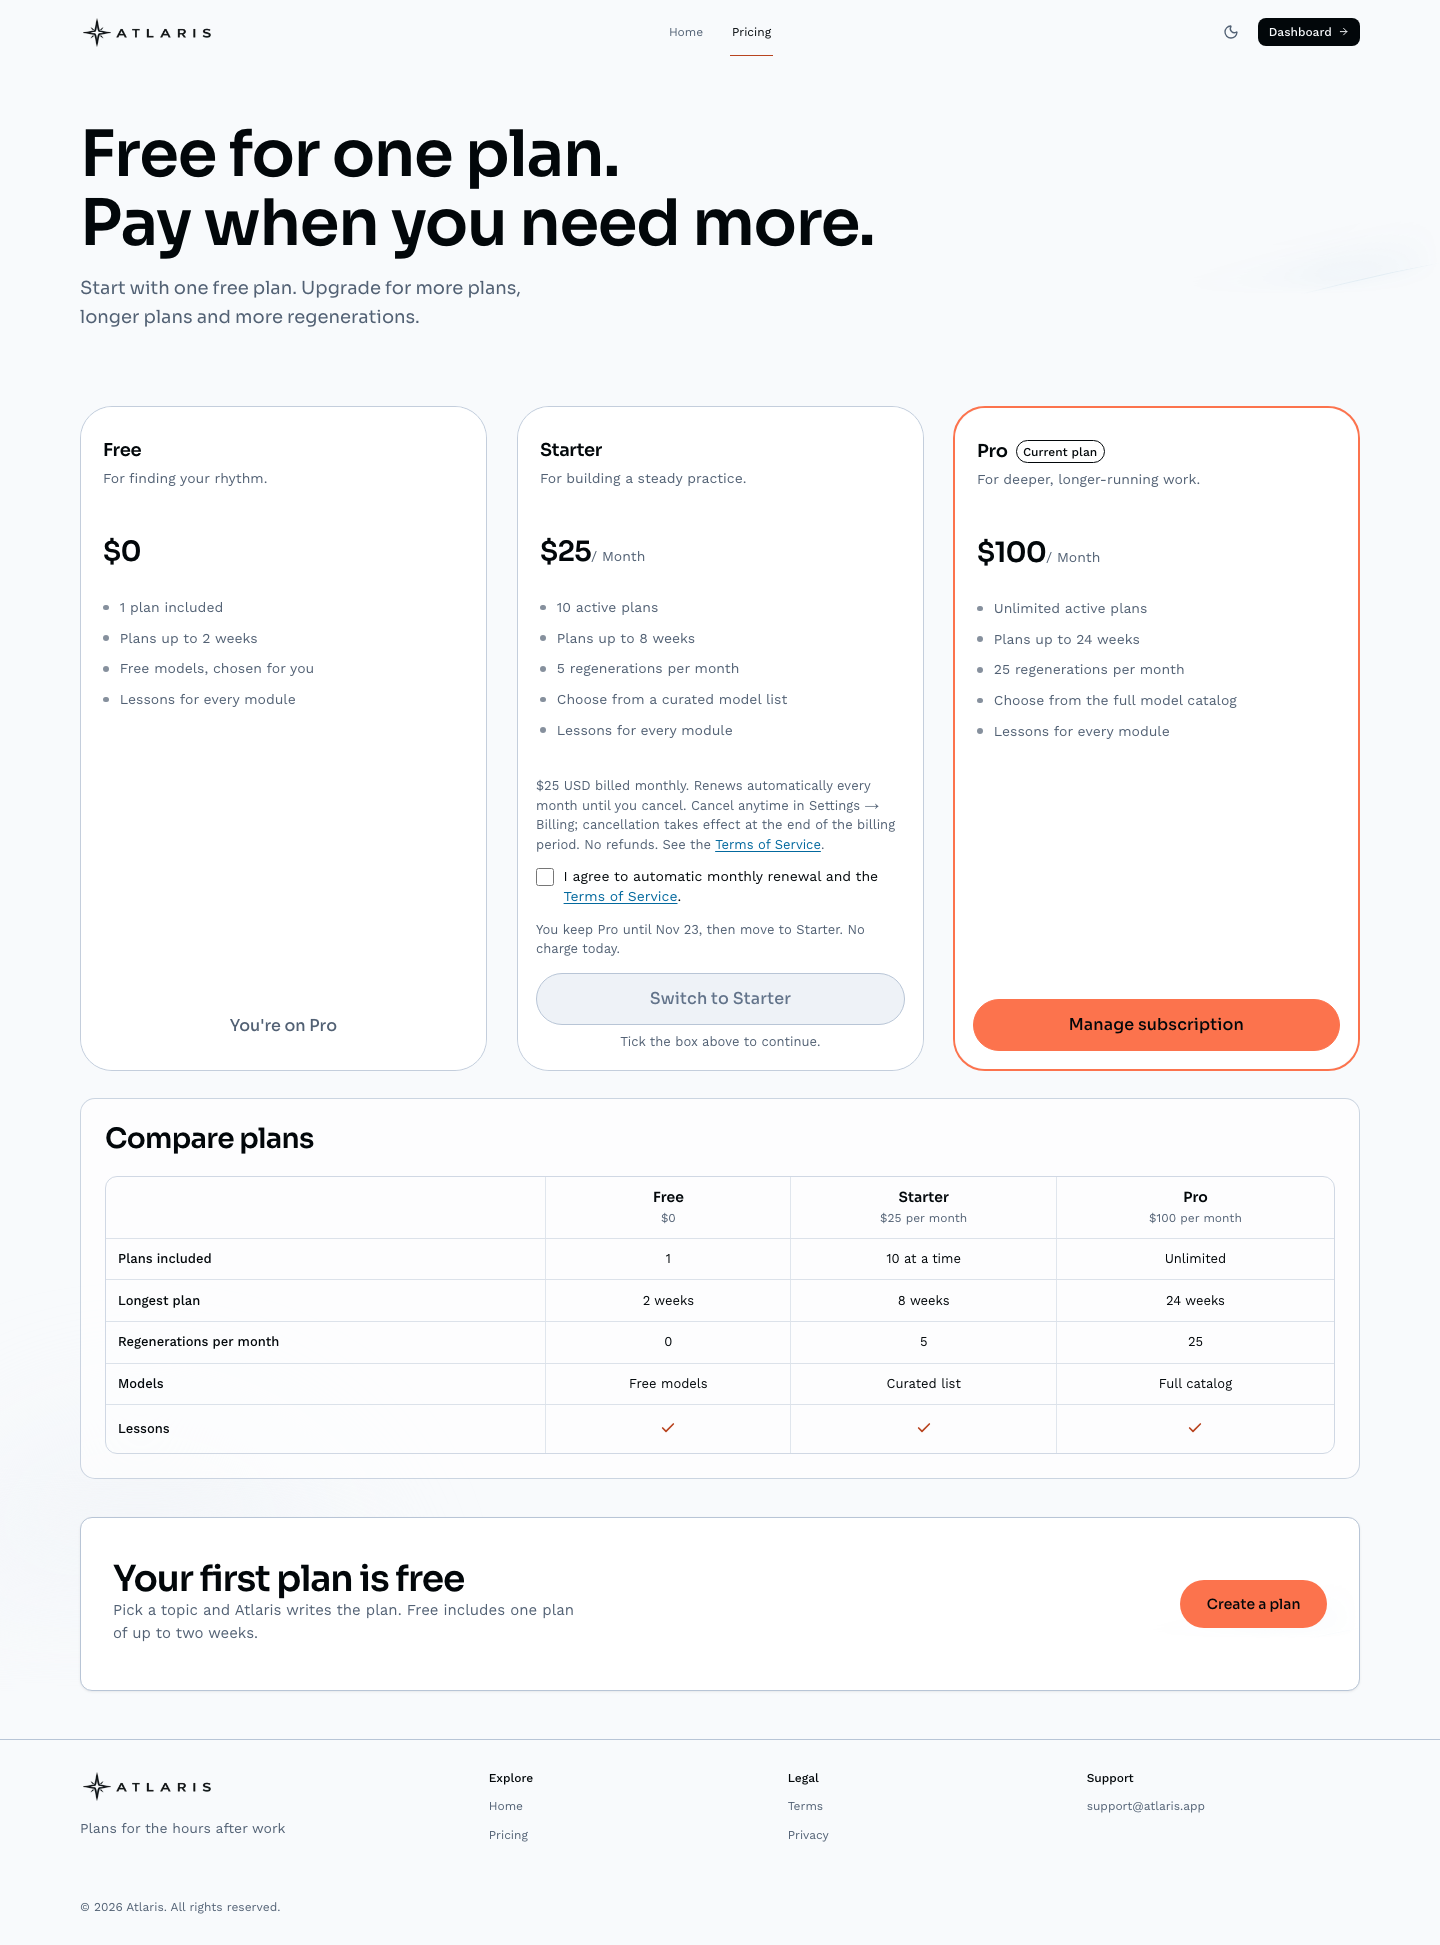 ATLARIS
Home
Pricing
Dashboard →
Free for one plan.
Pay when you need more.
Start with one free plan. Upgrade for more plans,
longer plans and more regenerations.
Free
For finding your rhythm.
$0
1 plan included
Plans up to 2 weeks
Free models, chosen for you
Lessons for every module
You're on Pro
Starter
For building a steady practice.
$25/ Month
10 active plans
Plans up to 8 weeks
5 regenerations per month
Choose from a curated model list
Lessons for every module
$25 USD billed monthly. Renews automatically every
month until you cancel. Cancel anytime in Settings →
Billing; cancellation takes effect at the end of the billing
period. No refunds. See the Terms of Service.
I agree to automatic monthly renewal and the
Terms of Service.
You keep Pro until Nov 23, then move to Starter. No
charge today.
Switch to Starter
Tick the box above to continue.
Pro Current plan
For deeper, longer-running work.
$100/ Month
Unlimited active plans
Plans up to 24 weeks
25 regenerations per month
Choose from the full model catalog
Lessons for every module
Manage subscription
Compare plans
Free Starter Pro
$0 $25 per month $100 per month
Plans included 1 10 at a time Unlimited
Longest plan 2 weeks 8 weeks 24 weeks
Regenerations per month 0 5 25
Models Free models Curated list Full catalog
Lessons
Your first plan is free
Pick a topic and Atlaris writes the plan. Free includes one plan
of up to two weeks.
Create a plan
ATLARIS
Plans for the hours after work
Explore
Home
Pricing
Legal
Terms
Privacy
Support
support@atlaris.app
© 2026 Atlaris. All rights reserved.